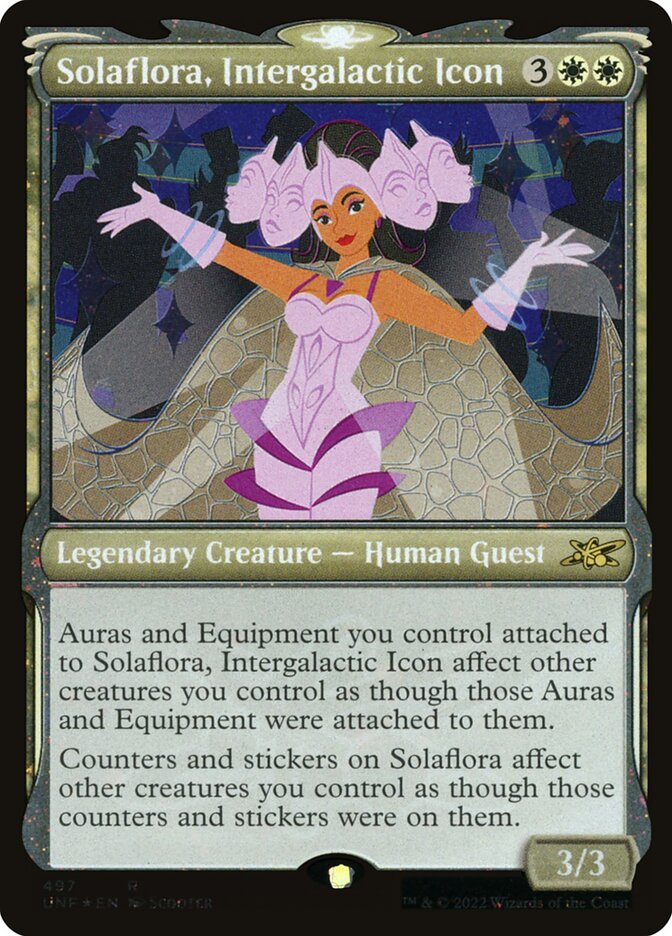 Solaflora, Intergalactic Icon 3
Legendary Creature — Human Guest
Auras and Equipment you control attached
to Solaflora, Intergalactic Icon affect other
creatures you control as though those Auras
and Equipment were attached to them.
Counters and stickers on Solaflora affect
other creatures you control as though those
counters and stickers were on them.
3/3
497 R
UNF★EN SCOOTER
™ & © 2022 Wizards of the Coast